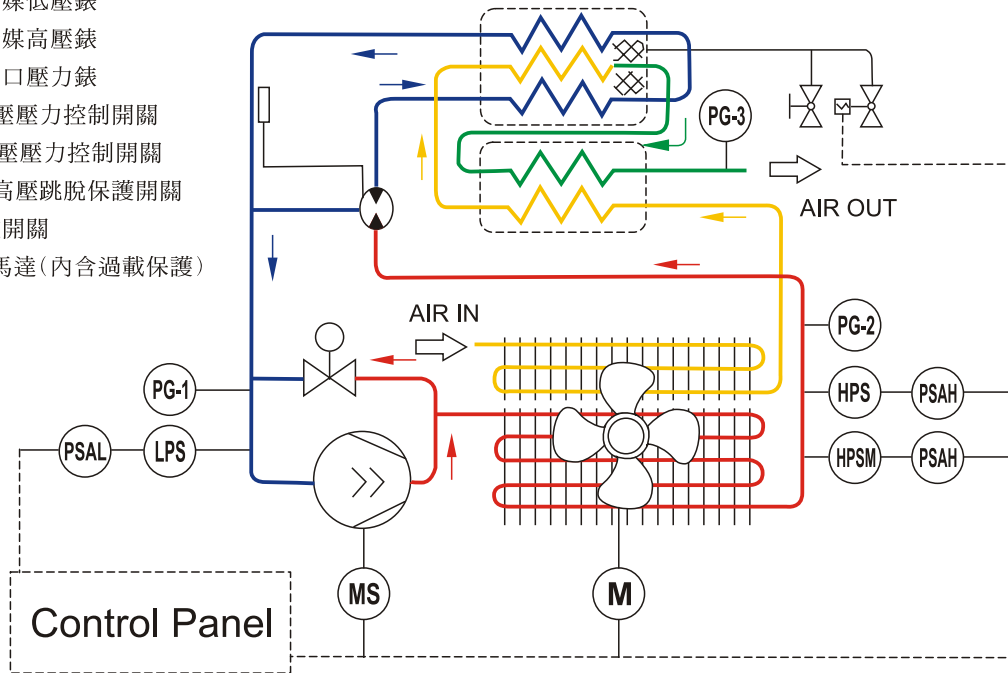 媒低壓錶
媒高壓錶
口壓力錶
壓壓力控制開關
壓壓力控制開關
高壓跳脫保護開關
開關
馬達(內含過載保護)
PG-3
AIR OUT
AIR IN
PG-2
PG-1
HPS
PSAH
PSAL
LPS
HPSM
PSAH
MS
M
Control Panel